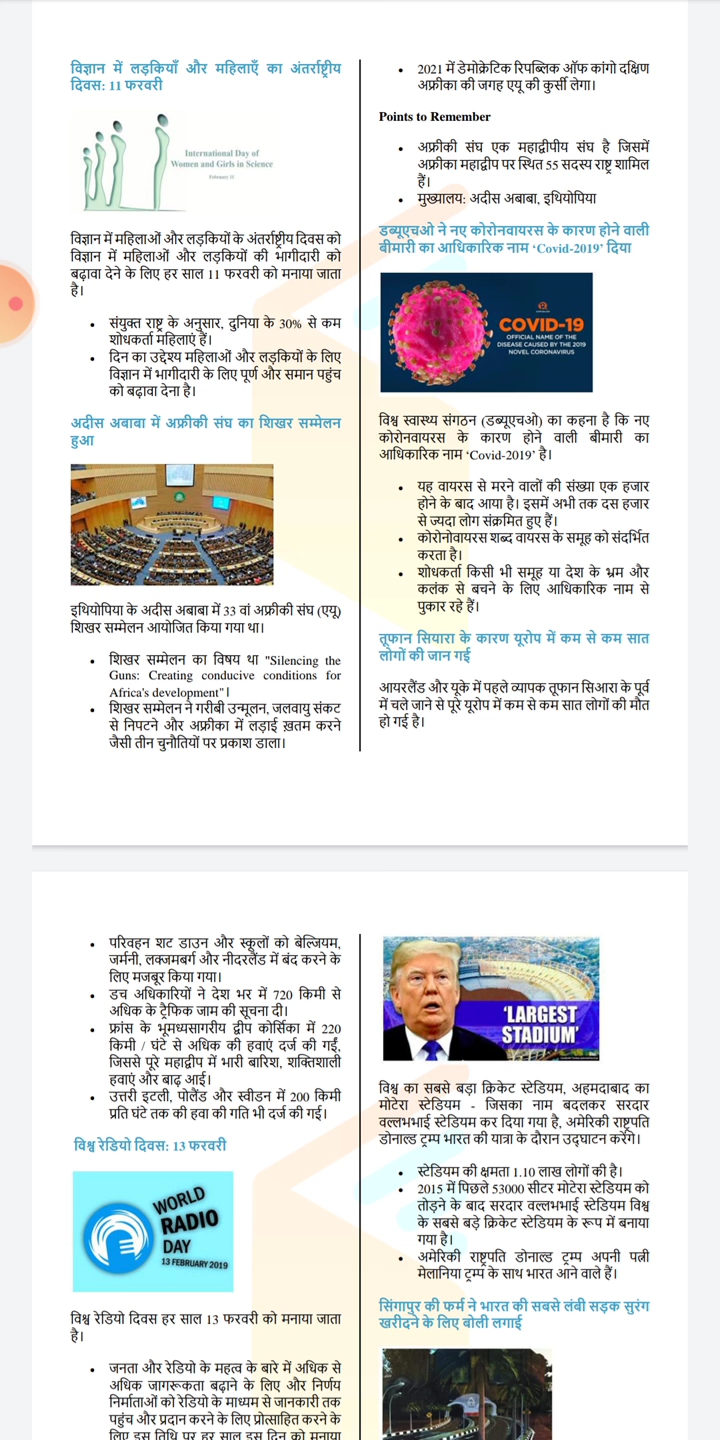 विज्ञान में लड़कियाँ और महिलाएँ का अंतर्राष्ट्रीय
दिवस: 11 फरवरी
International Day of
Women and Girls in Science
February 11
विज्ञान में महिलाओं और लड़कियों के अंतर्राष्ट्रीय दिवस को
विज्ञान में महिलाओं और लड़कियों की भागीदारी को
बढ़ावा देने के लिए हर साल 11 फरवरी को मनाया जाता
है।
• संयुक्त राष्ट्र के अनुसार, दुनिया के 30% से कम
शोधकर्ता महिलाएं हैं।
• दिन का उद्देश्य महिलाओं और लड़कियों के लिए
विज्ञान में भागीदारी के लिए पूर्ण और समान पहुंच
को बढ़ावा देना है।
अदीस अबाबा में अफ्रीकी संघ का शिखर सम्मेलन
हुआ
इथियोपिया के अदीस अबाबा में 33 वां अफ्रीकी संघ (एयू)
शिखर सम्मेलन आयोजित किया गया था।
• शिखर सम्मेलन का विषय था "Silencing the
Guns: Creating conducive conditions for
Africa's development"।
• शिखर सम्मेलन ने गरीबी उन्मूलन, जलवायु संकट
से निपटने और अफ्रीका में लड़ाई ख़तम करने
जैसी तीन चुनौतियों पर प्रकाश डाला।
• 2021 में डेमोक्रेटिक रिपब्लिक ऑफ कांगो दक्षिण
अफ्रीका की जगह एयू की कुर्सी लेगा।
Points to Remember
• अफ्रीकी संघ एक महाद्वीपीय संघ है जिसमें
अफ्रीका महाद्वीप पर स्थित 55 सदस्य राष्ट्र शामिल
हैं।
• मुख्यालय: अदीस अबाबा, इथियोपिया
डब्यूएचओ ने नए कोरोनवायरस के कारण होने वाली
बीमारी का आधिकारिक नाम ‘Covid-2019’ दिया
COVID-19
OFFICIAL NAME OF THE
DISEASE CAUSED BY THE 2019
NOVEL CORONAVIRUS
विश्व स्वास्थ्य संगठन (डब्यूएचओ) का कहना है कि नए
कोरोनवायरस के कारण होने वाली बीमारी का
आधिकारिक नाम ‘Covid-2019’ है।
• यह वायरस से मरने वालों की संख्या एक हजार
होने के बाद आया है। इसमें अभी तक दस हजार
से ज्यदा लोग संक्रमित हुए हैं।
• कोरोनोवायरस शब्द वायरस के समूह को संदर्भित
करता है।
• शोधकर्ता किसी भी समूह या देश के भ्रम और
कलंक से बचने के लिए आधिकारिक नाम से
पुकार रहे हैं।
तूफान सियारा के कारण यूरोप में कम से कम सात
लोगों की जान गई
आयरलैंड और यूके में पहले व्यापक तूफान सिआरा के पूर्व
में चले जाने से पूरे यूरोप में कम से कम सात लोगों की मौत
हो गई है।
• परिवहन शट डाउन और स्कूलों को बेल्जियम,
जर्मनी, लक्जमबर्ग और नीदरलैंड में बंद करने के
लिए मजबूर किया गया।
• डच अधिकारियों ने देश भर में 720 किमी से
अधिक के ट्रैफिक जाम की सूचना दी।
• फ्रांस के भूमध्यसागरीय द्वीप कोर्सिका में 220
किमी / घंटे से अधिक की हवाएं दर्ज की गईं,
जिससे पूरे महाद्वीप में भारी बारिश, शक्तिशाली
हवाएं और बाढ़ आई।
• उत्तरी इटली, पोलैंड और स्वीडन में 200 किमी
प्रति घंटे तक की हवा की गति भी दर्ज की गई।
विश्व रेडियो दिवस: 13 फरवरी
WORLD
RADIO
DAY
13 FEBRUARY 2019
विश्व रेडियो दिवस हर साल 13 फरवरी को मनाया जाता
है।
• जनता और रेडियो के महत्व के बारे में अधिक से
अधिक जागरूकता बढ़ाने के लिए और निर्णय
निर्माताओं को रेडियो के माध्यम से जानकारी तक
पहुंच और प्रदान करने के लिए प्रोत्साहित करने के
लिए इस तिथि पर हर साल इस दिन को मनाया
‘LARGEST
STADIUM’
विश्व का सबसे बड़ा क्रिकेट स्टेडियम, अहमदाबाद का
मोटेरा स्टेडियम - जिसका नाम बदलकर सरदार
वल्लभभाई स्टेडियम कर दिया गया है, अमेरिकी राष्ट्रपति
डोनाल्ड ट्रम्प भारत की यात्रा के दौरान उद्घाटन करेंगे।
• स्टेडियम की क्षमता 1.10 लाख लोगों की है।
• 2015 में पिछले 53000 सीटर मोटेरा स्टेडियम को
तोड़ने के बाद सरदार वल्लभभाई स्टेडियम विश्व
के सबसे बड़े क्रिकेट स्टेडियम के रूप में बनाया
गया है।
• अमेरिकी राष्ट्रपति डोनाल्ड ट्रम्प अपनी पत्नी
मेलानिया ट्रम्प के साथ भारत आने वाले हैं।
सिंगापुर की फर्म ने भारत की सबसे लंबी सड़क सुरंग
खरीदने के लिए बोली लगाई